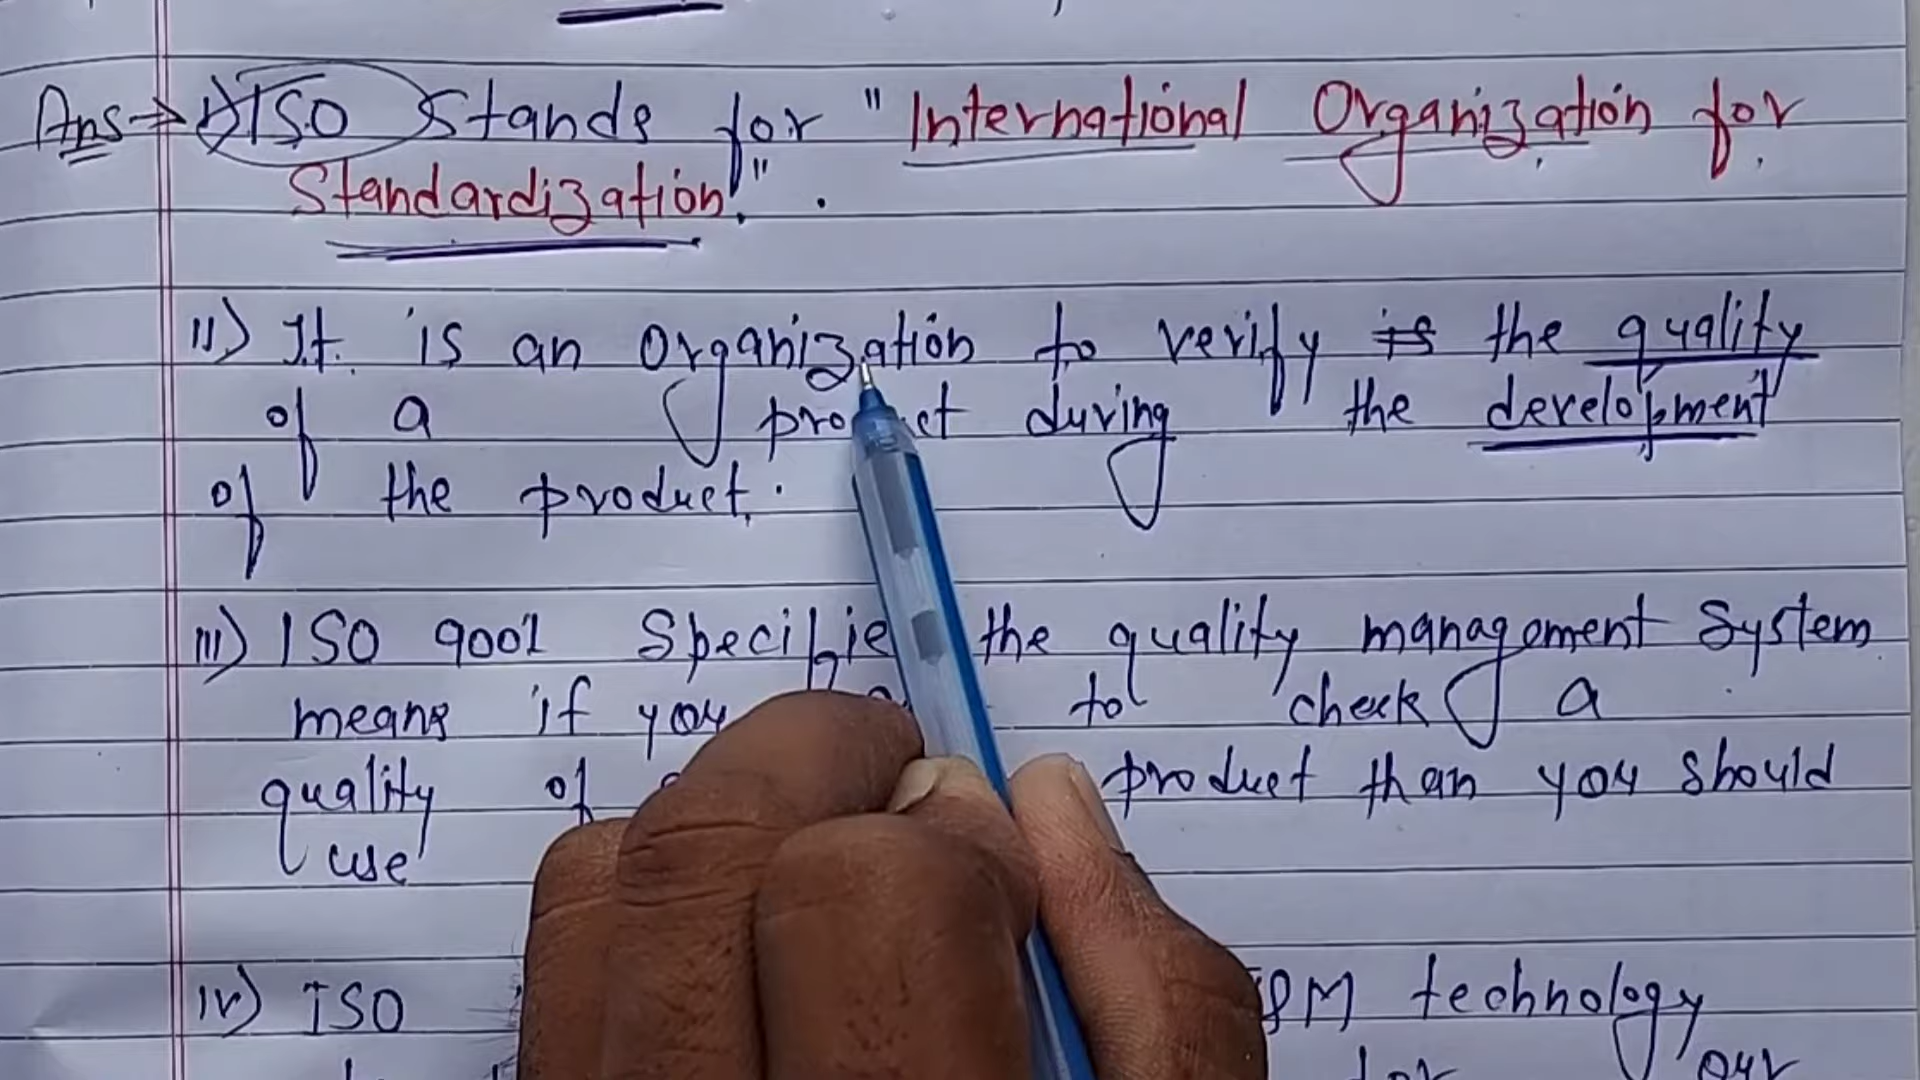 Ans → i) ISO Stands for "International Organization for
Standardization." .
ii) It is an Organization to verify is the quality
of a product during the development
of the product.
iii) ISO 9001 Specifie the quality management System
means if you to check a
quality of product than you should
use
iv) ISO technology
for our